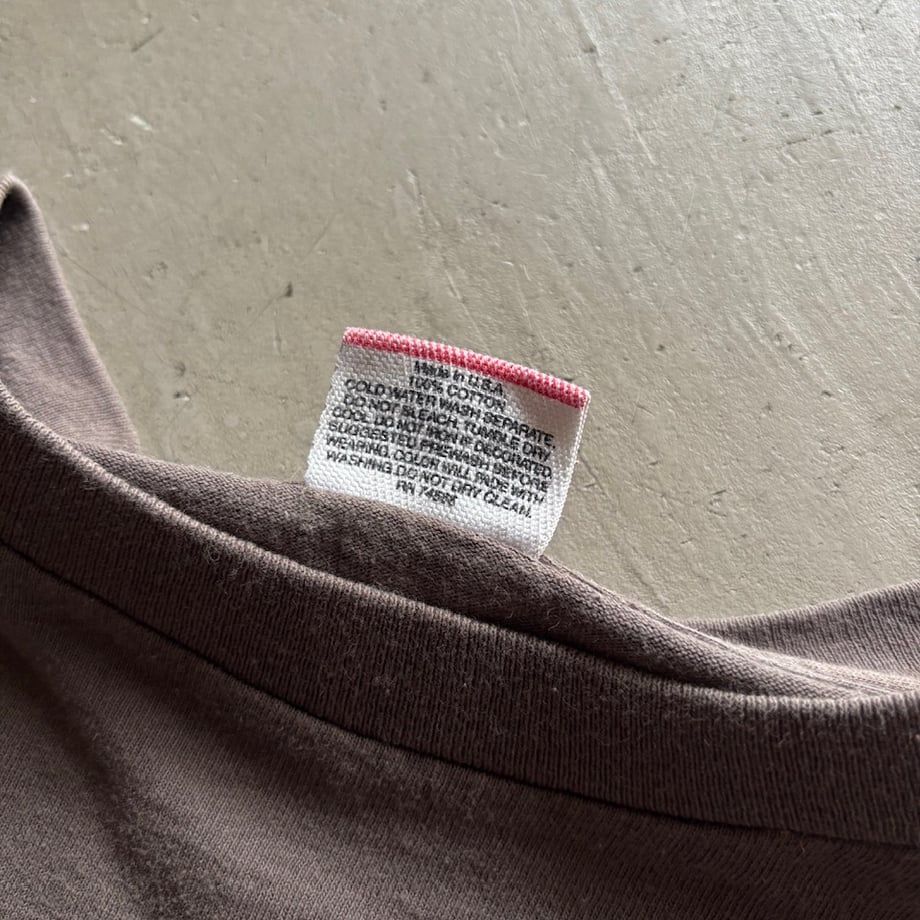 Made in U.S.A.
100% COTTON
COLD WATER WASH SEPARATE.
DO NOT BLEACH. TUMBLE DRY
COOL. DO NOT IRON IF DECORATED.
SUGGESTED PREWASH BEFORE
WEARING. COLOR WILL FADE WITH
WASHING DO NOT DRY CLEAN.
RN